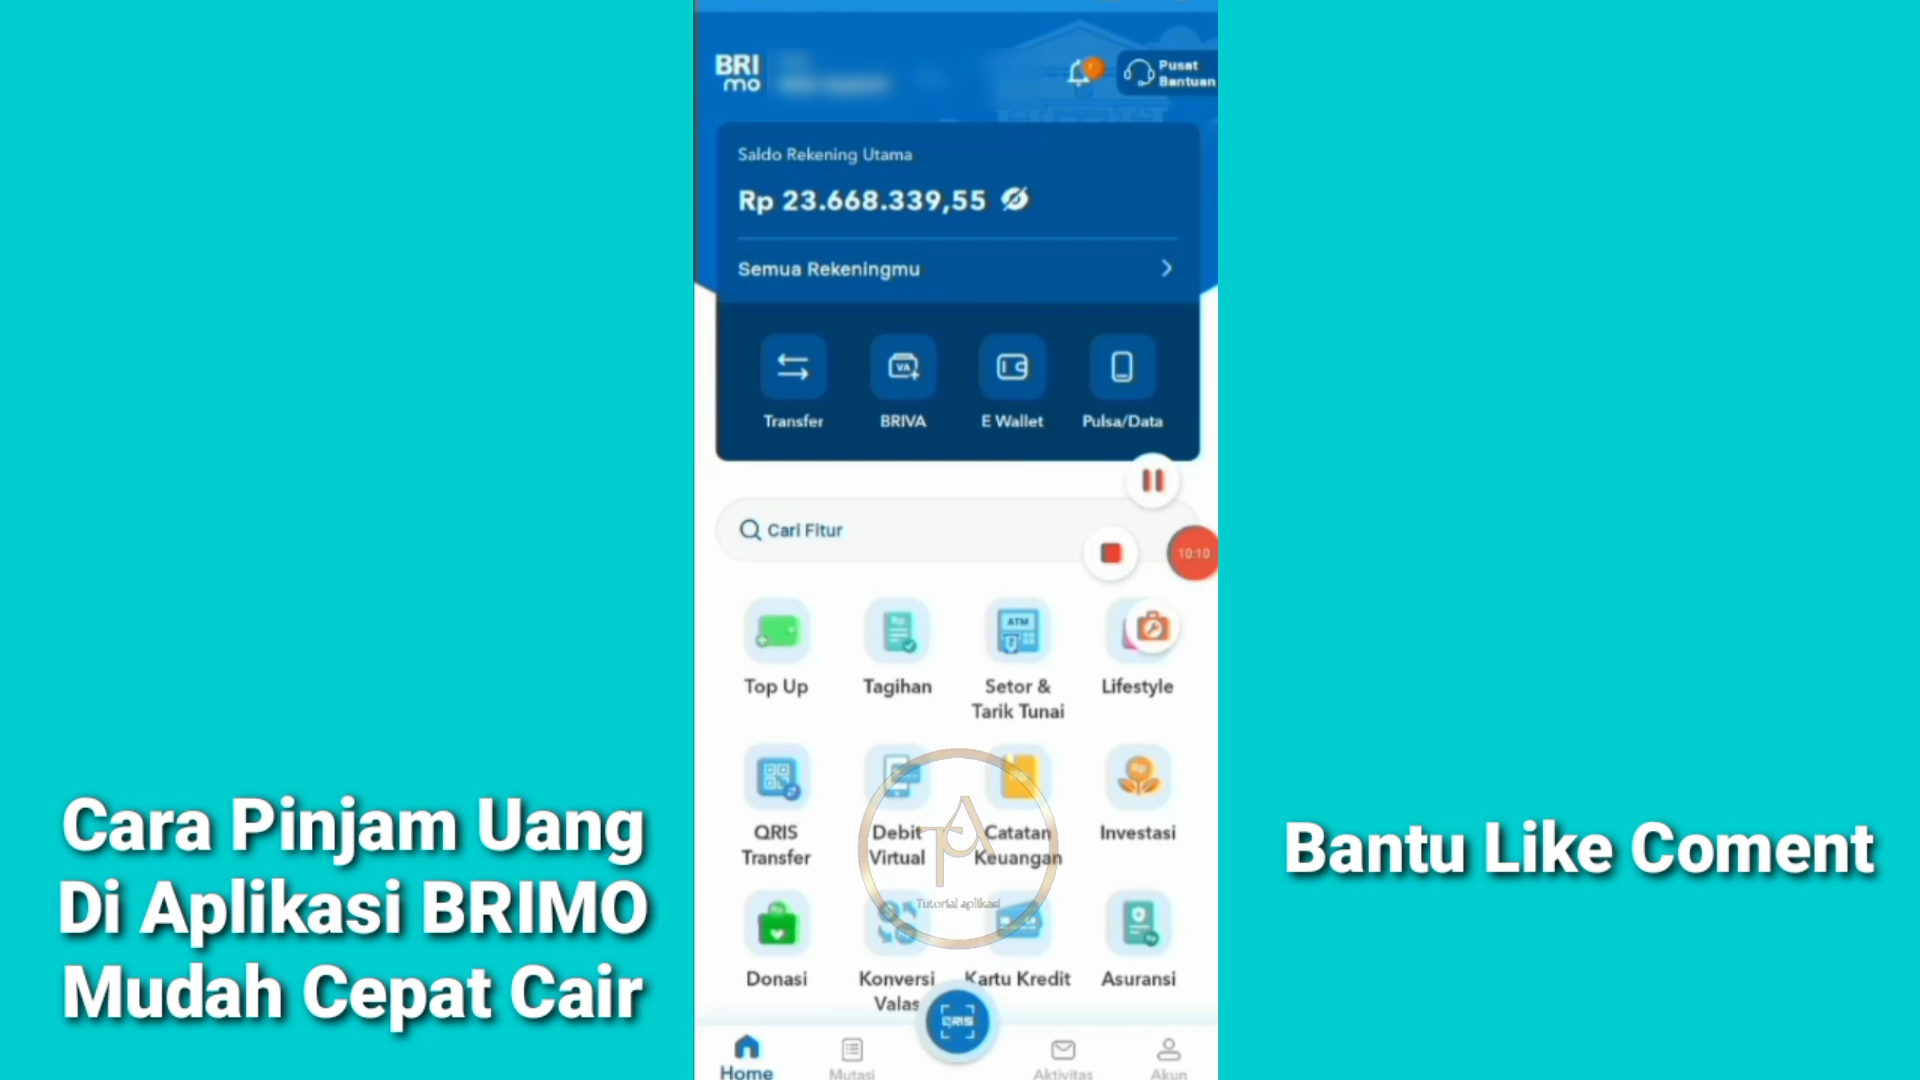 BRI
mo
Pusat
Bantuan
Saldo Rekening Utama
Rp 23.668.339,55
Semua Rekeningmu
Transfer
BRIVA
E Wallet
Pulsa/Data
Cari Fitur
10:10
Top Up
Tagihan
Setor &
Tarik Tunai
Lifestyle
QRIS
Transfer
Debit
Virtual
Catatan
Keuangan
Investasi
Tutorial aplikasi
Donasi
Konversi
Valas
Kartu Kredit
Asuransi
QRIS
Home
Mutasi
Aktivitas
Akun
Cara Pinjam Uang
Di Aplikasi BRIMO
Mudah Cepat Cair
Bantu Like Coment